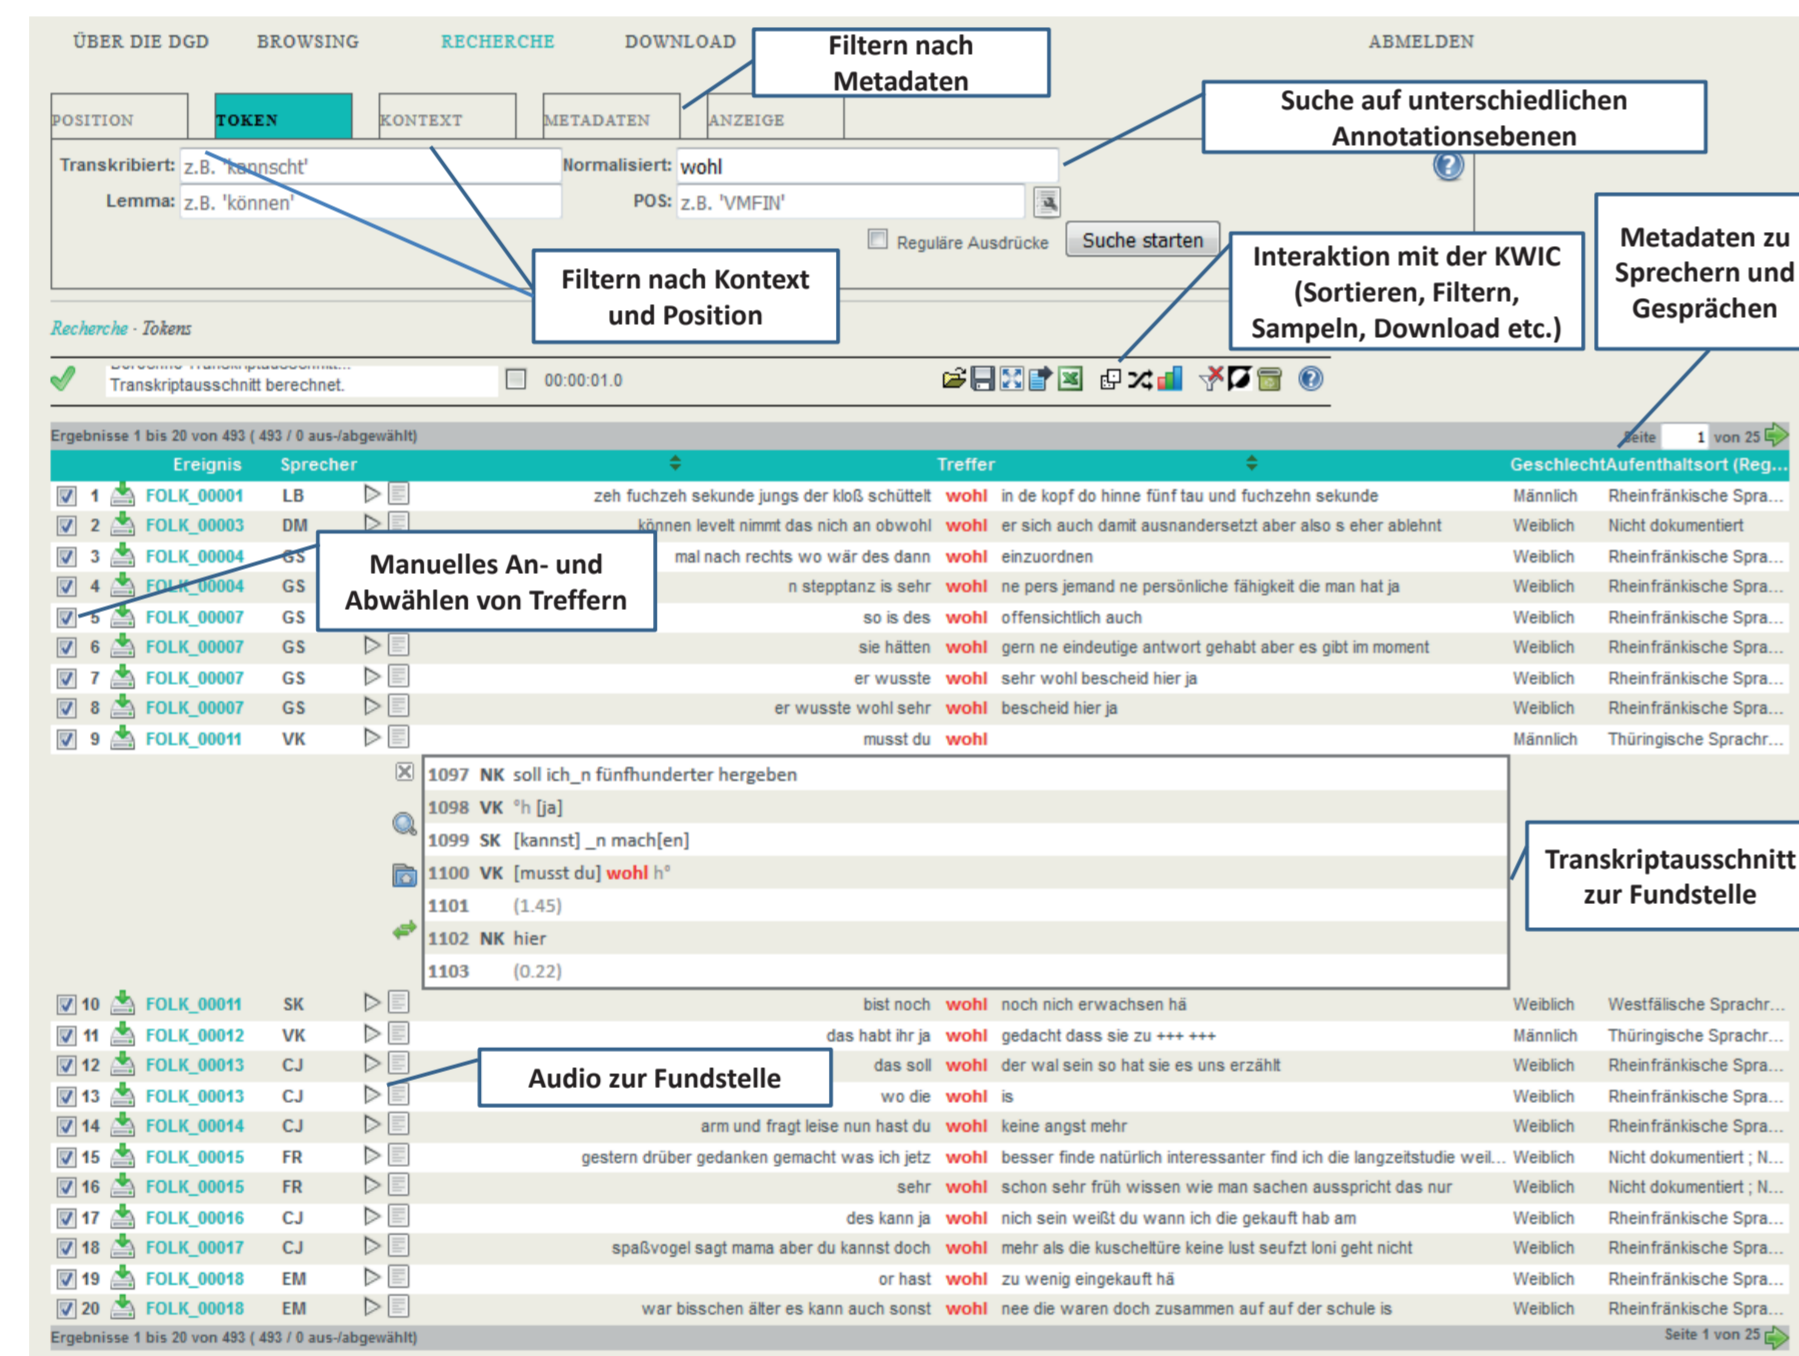 ÜBER DIE DGD BROWSING RECHERCHE DOWNLOAD ABMELDEN
Filtern nach
Metadaten
Suche auf unterschiedlichen
Annotationsebenen
POSITION TOKEN KONTEXT METADATEN ANZEIGE
Transkribiert: z.B. 'kannscht' Normalisiert: wohl
Lemma: z.B. 'können' POS: z.B. 'VMFIN'
Reguläre Ausdrücke Suche starten
Filtern nach Kontext
und Position
Interaktion mit der KWIC
(Sortieren, Filtern,
Sampeln, Download etc.)
Metadaten zu
Sprechern und
Gesprächen
Recherche - Tokens
Transkriptausschnitt berechnet. 00:00:01.0
Ergebnisse 1 bis 20 von 493 ( 493 / 0 aus-/abgewählt) Seite 1 von 25
Ereignis Sprecher Treffer Geschlecht Aufenthaltsort (Reg...
1 FOLK_00001 LB zeh fuchzeh sekunde jungs der kloß schüttelt wohl in de kopf do hinne fünf tau und fuchzehn sekunde Männlich Rheinfränkische Spra...
2 FOLK_00003 DM können levelt nimmt das nich an obwohl wohl er sich auch damit ausnandersetzt aber also s eher ablehnt Weiblich Nicht dokumentiert
3 FOLK_00004 GS mal nach rechts wo wär des dann wohl einzuordnen Weiblich Rheinfränkische Spra...
4 FOLK_00004 GS n stepptanz is sehr wohl ne pers jemand ne persönliche fähigkeit die man hat ja Weiblich Rheinfränkische Spra...
5 FOLK_00007 GS so is des wohl offensichtlich auch Weiblich Rheinfränkische Spra...
6 FOLK_00007 GS sie hätten wohl gern ne eindeutige antwort gehabt aber es gibt im moment Weiblich Rheinfränkische Spra...
7 FOLK_00007 GS er wusste wohl sehr wohl bescheid hier ja Weiblich Rheinfränkische Spra...
8 FOLK_00007 GS er wusste wohl sehr wohl bescheid hier ja Weiblich Rheinfränkische Spra...
9 FOLK_00011 VK musst du wohl Männlich Thüringische Sprachr...
Manuelles An- und
Abwählen von Treffern
1097 NK soll ich_n fünfhunderter hergeben
1098 VK °h [ja]
1099 SK [kannst] _n mach[en]
1100 VK [musst du] wohl h°
1101 (1.45)
1102 NK hier
1103 (0.22)
Transkriptausschnitt
zur Fundstelle
10 FOLK_00011 SK bist noch wohl noch nich erwachsen hä Weiblich Westfälische Sprachr...
11 FOLK_00012 VK das habt ihr ja wohl gedacht dass sie zu +++ +++ Männlich Thüringische Sprachr...
12 FOLK_00013 CJ das soll wohl der wal sein so hat sie es uns erzählt Weiblich Rheinfränkische Spra...
13 FOLK_00013 CJ wo die wohl is Weiblich Rheinfränkische Spra...
14 FOLK_00014 CJ arm und fragt leise nun hast du wohl keine angst mehr Weiblich Rheinfränkische Spra...
15 FOLK_00015 FR gestern drüber gedanken gemacht was ich jetz wohl besser finde natürlich interessanter find ich die langzeitstudie weil... Weiblich Nicht dokumentiert ; N...
16 FOLK_00015 FR sehr wohl schon sehr früh wissen wie man sachen ausspricht das nur Weiblich Nicht dokumentiert ; N...
17 FOLK_00016 CJ des kann ja wohl nich sein weißt du wann ich die gekauft hab am Weiblich Rheinfränkische Spra...
18 FOLK_00017 CJ spaßvogel sagt mama aber du kannst doch wohl mehr als die kuscheltüre keine lust seufzt loni geht nicht Weiblich Rheinfränkische Spra...
19 FOLK_00018 EM or hast wohl zu wenig eingekauft hä Weiblich Rheinfränkische Spra...
20 FOLK_00018 EM war bisschen älter es kann auch sonst wohl nee die waren doch zusammen auf auf der schule is Weiblich Rheinfränkische Spra...
Audio zur Fundstelle
Ergebnisse 1 bis 20 von 493 ( 493 / 0 aus-/abgewählt) Seite 1 von 25